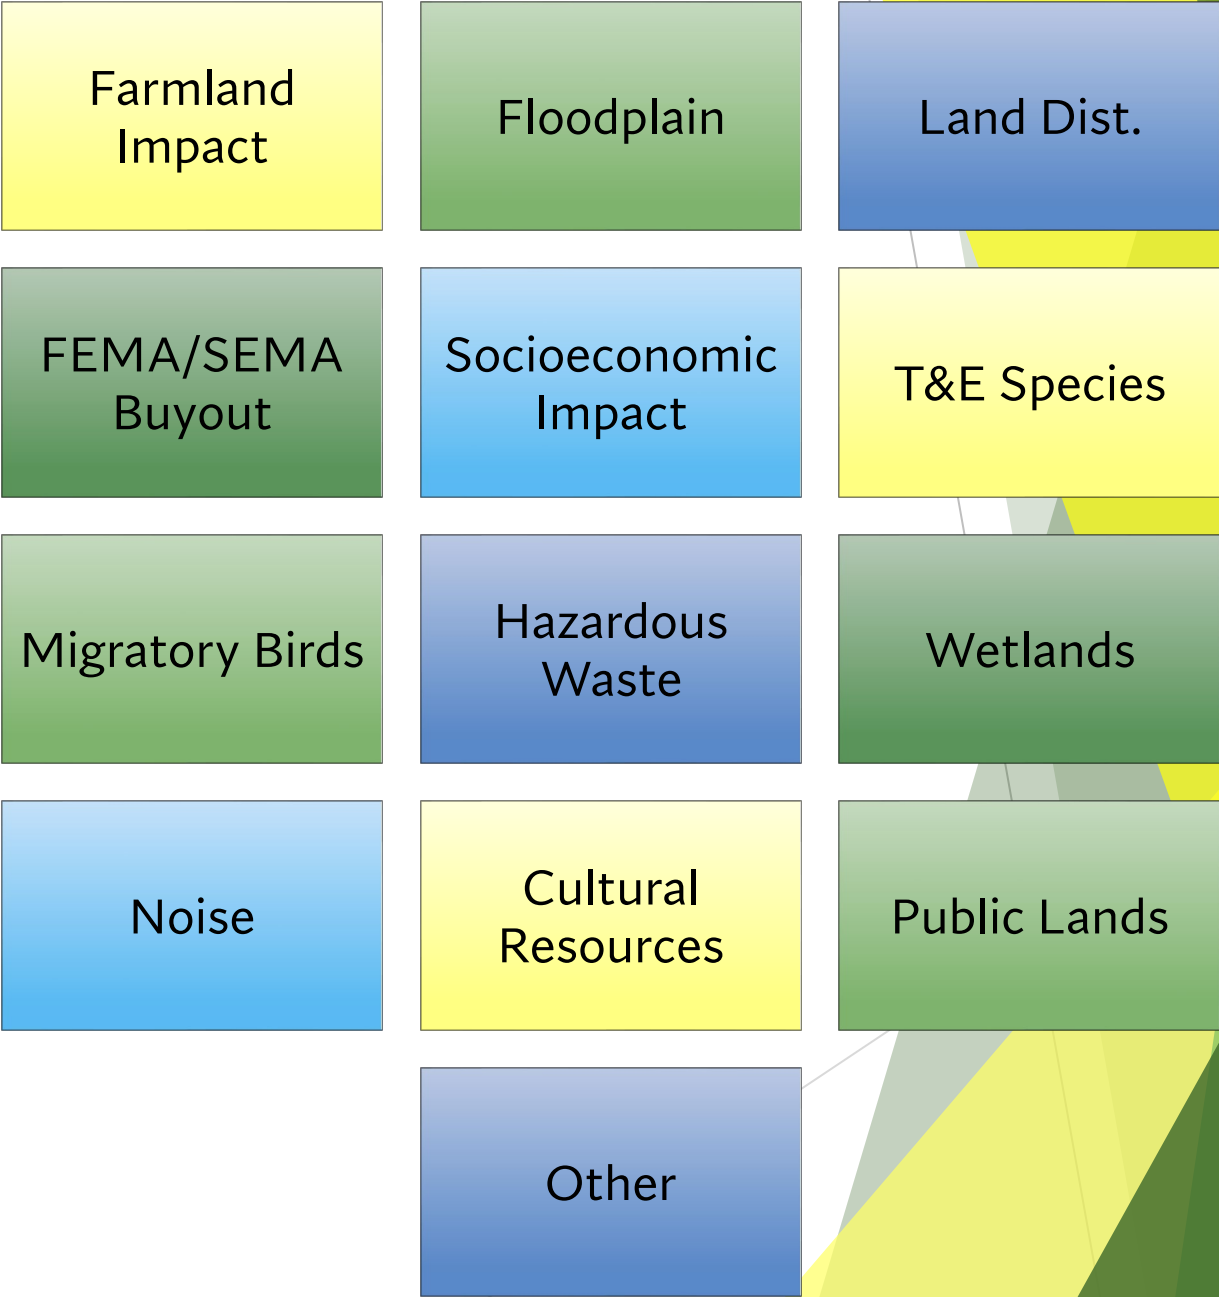 Farmland
Impact
Floodplain
Land Dist.
FEMA/SEMA
Buyout
Socioeconomic
Impact
T&E Species
Migratory Birds
Hazardous
Waste
Wetlands
Noise
Cultural
Resources
Public Lands
Other